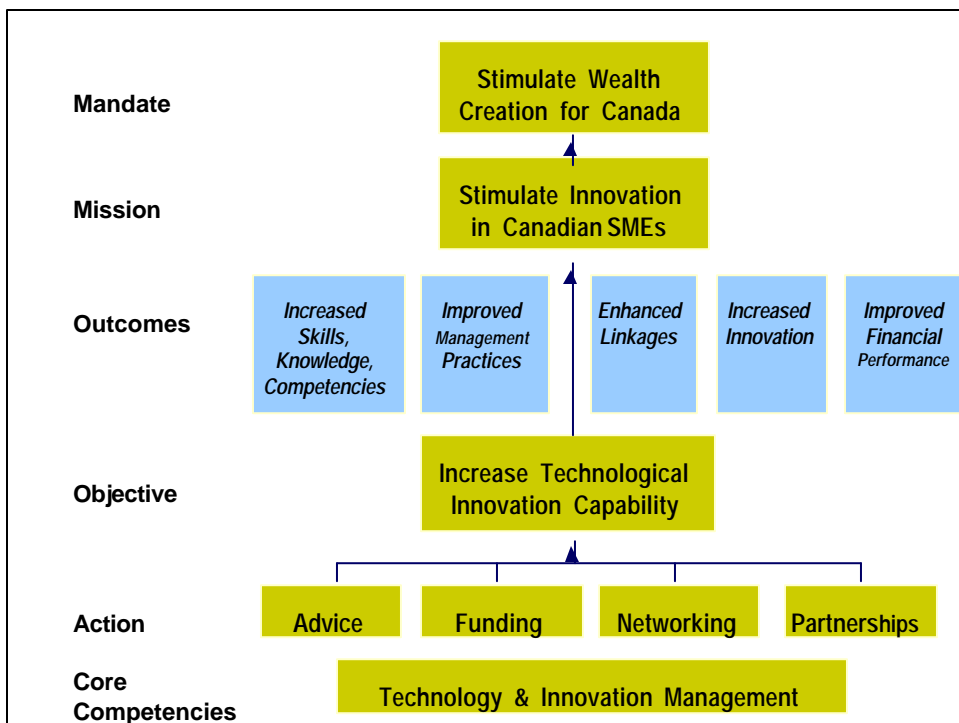 Mandate
Stimulate Wealth
Creation for Canada
Mission
Stimulate Innovation
in Canadian SMEs
Outcomes
Increased
Skills,
Knowledge,
Competencies
Improved
Management
Practices
Enhanced
Linkages
Increased
Innovation
Improved
Financial
Performance
Objective
Increase Technological
Innovation Capability
Action
Advice
Funding
Networking
Partnerships
Core
Competencies
Technology & Innovation Management